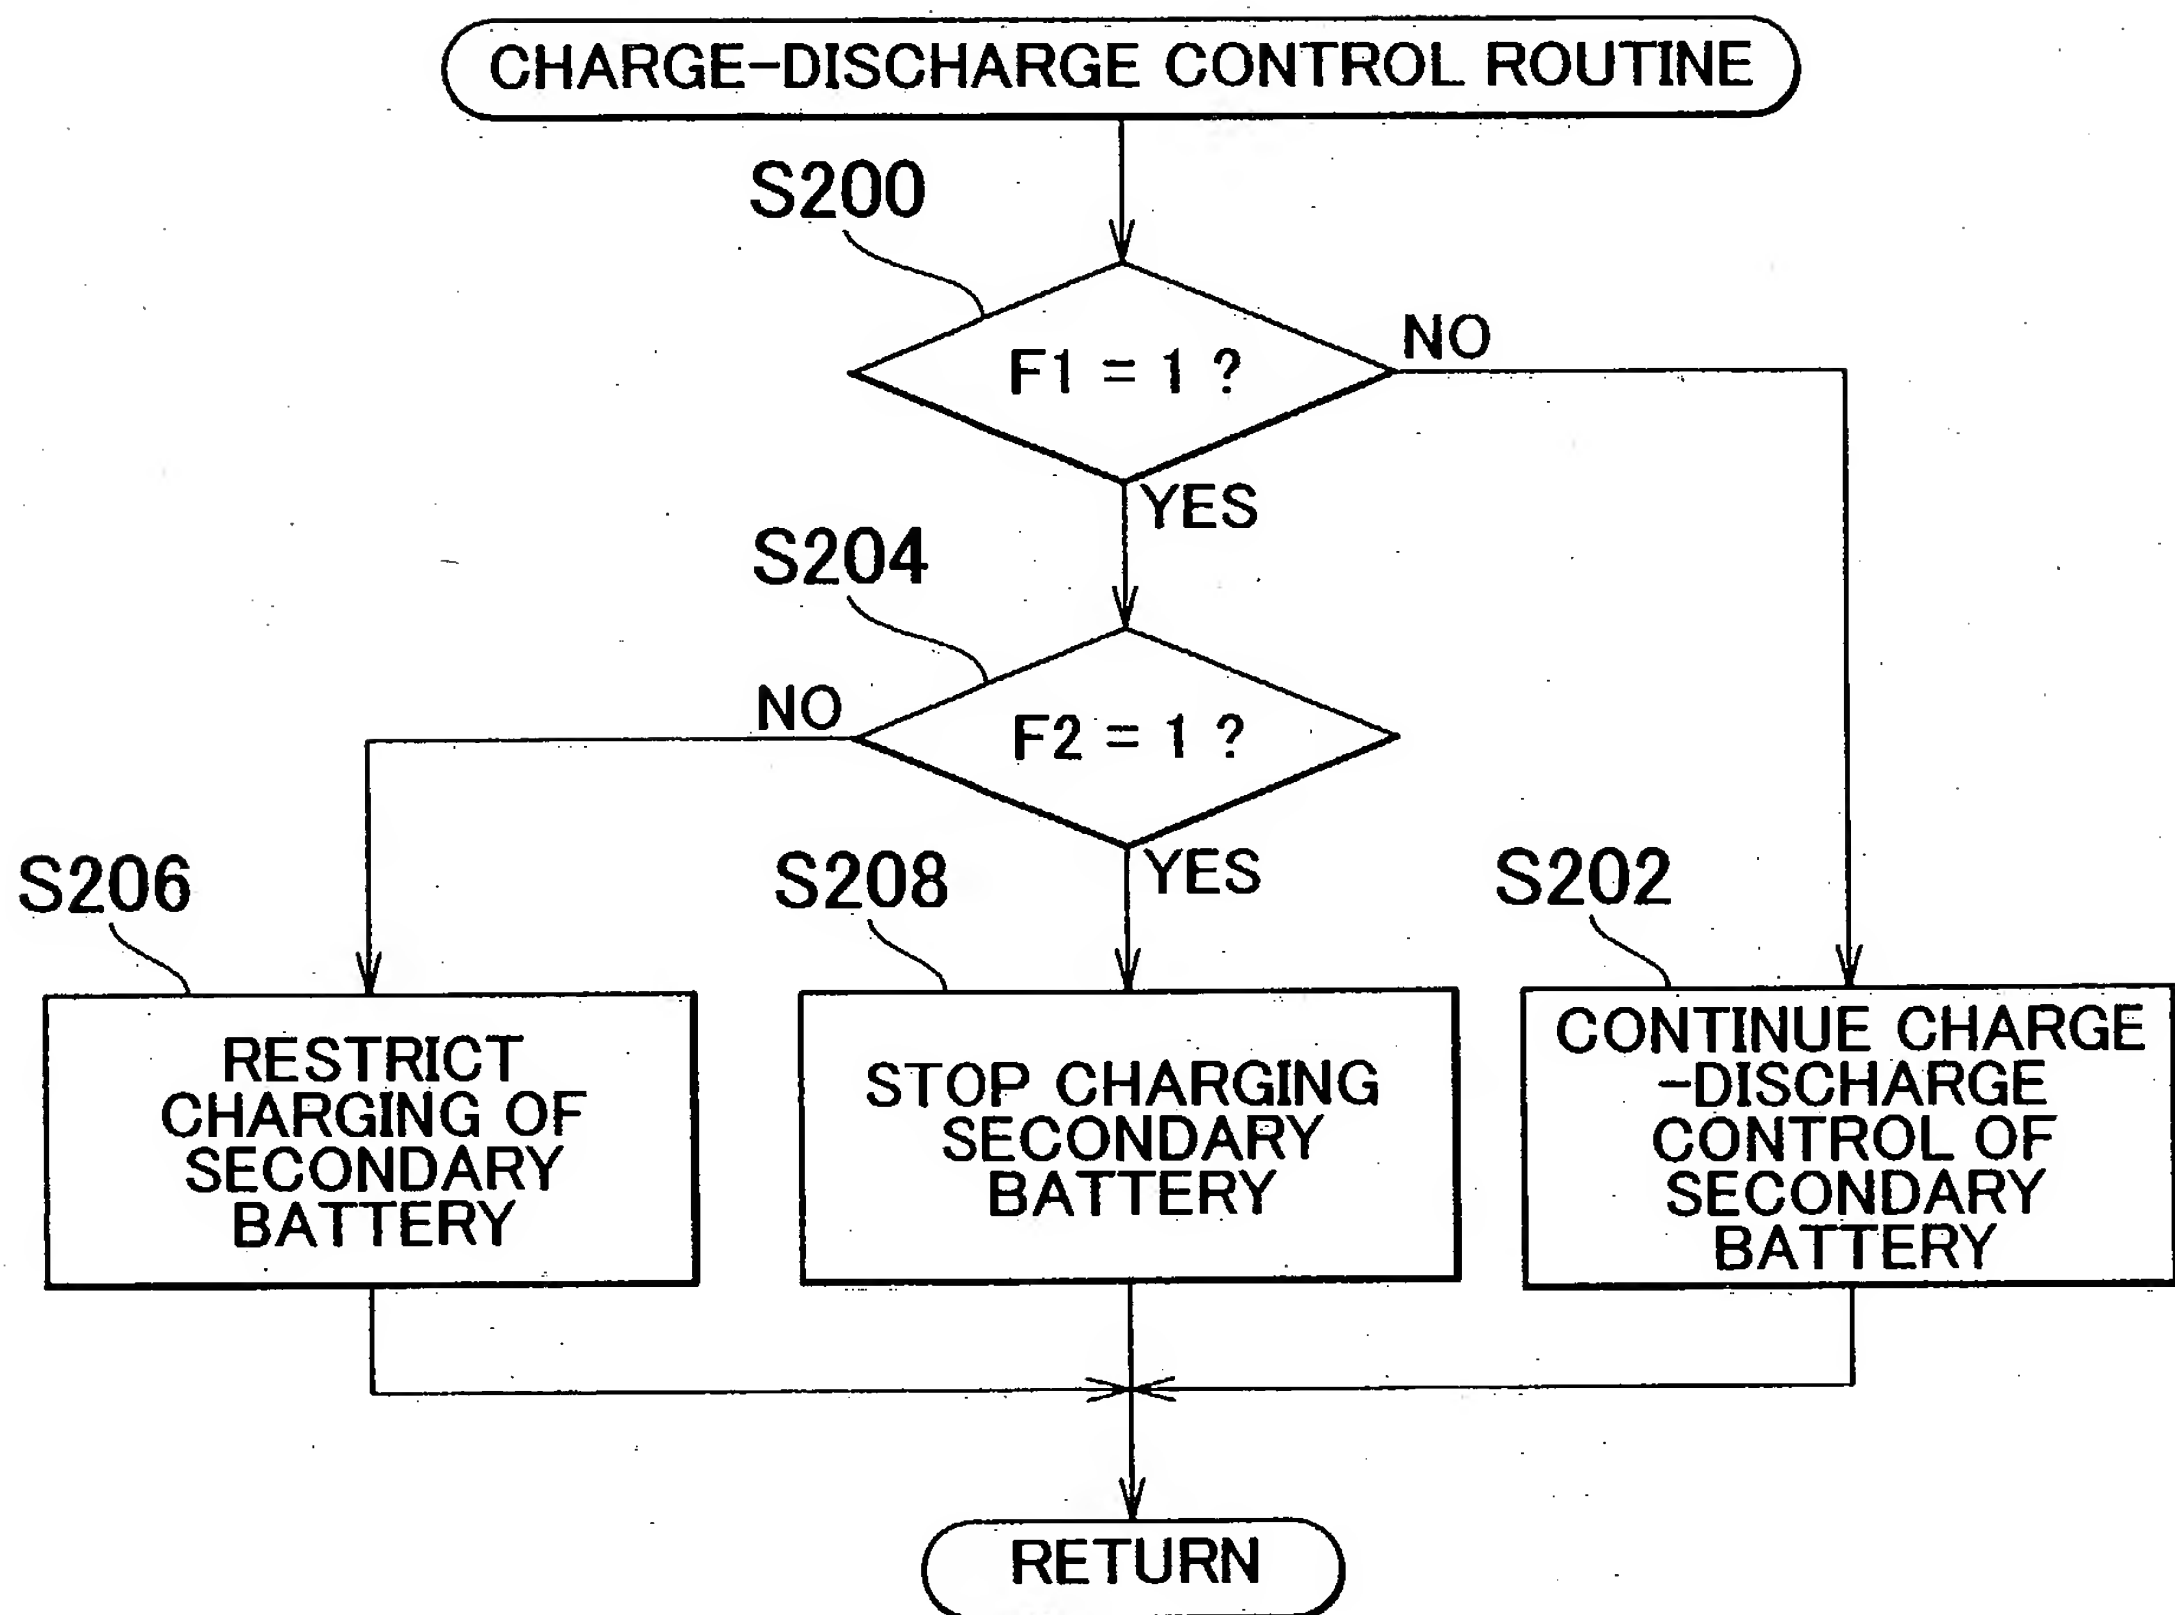 CHARGE-DISCHARGE CONTROL ROUTINE
S200
F1 = 1 ?
NO
YES
S204
F2 = 1 ?
NO
YES
S206
RESTRICT
CHARGING OF
SECONDARY
BATTERY
S208
STOP CHARGING
SECONDARY
BATTERY
S202
CONTINUE CHARGE
-DISCHARGE
CONTROL OF
SECONDARY
BATTERY
RETURN